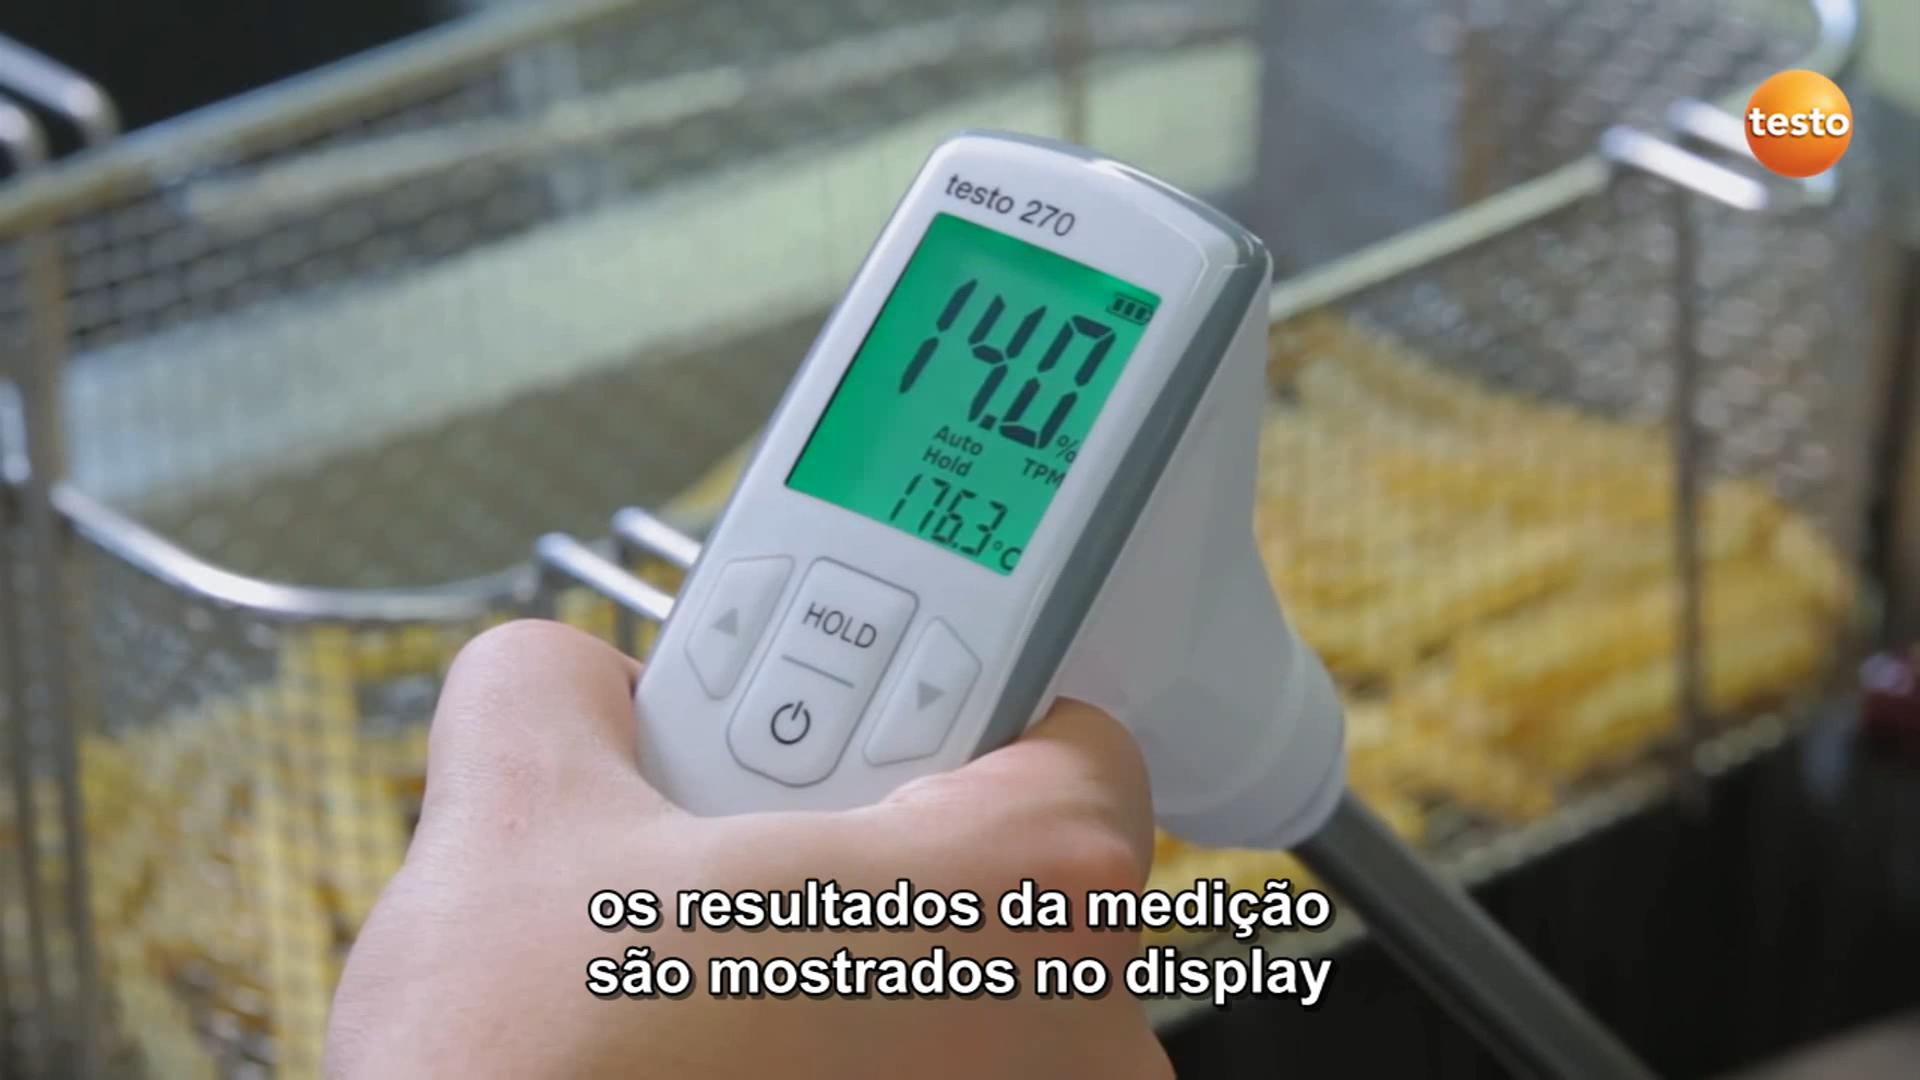 testo
testo 270
14.0 %
Auto
Hold TPM
176.3 °C
HOLD
os resultados da medição
são mostrados no display